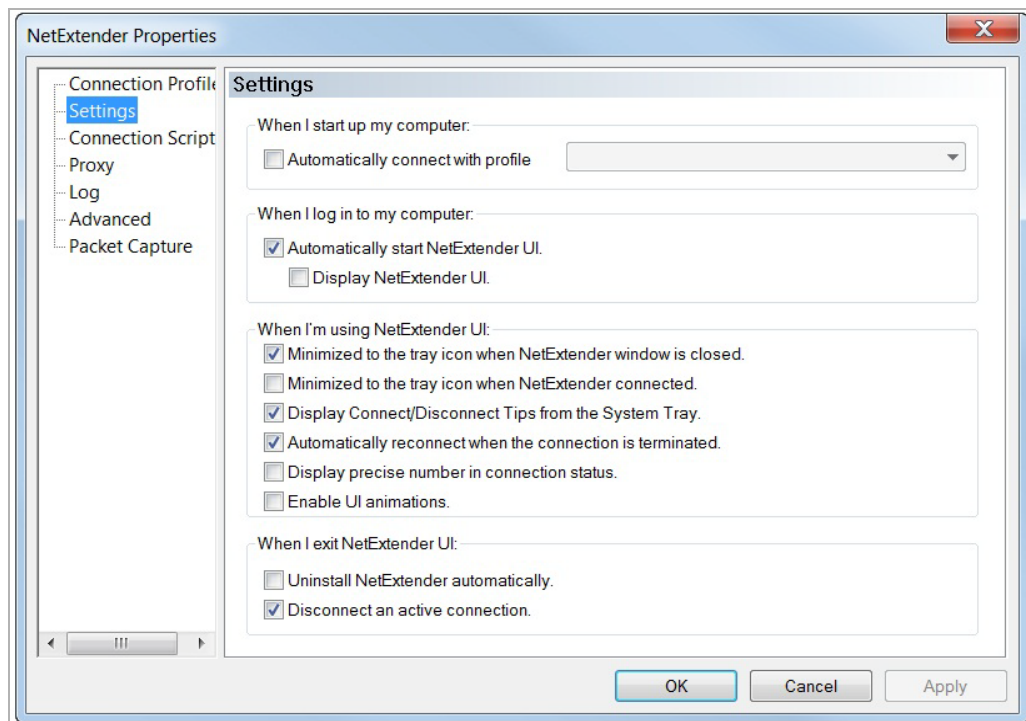 NetExtender Properties
Connection Profile
Settings
Connection Script
Proxy
Log
Advanced
Packet Capture
Settings
When I start up my computer:
Automatically connect with profile
When I log in to my computer:
Automatically start NetExtender UI.
Display NetExtender UI.
When I'm using NetExtender UI:
Minimized to the tray icon when NetExtender window is closed.
Minimized to the tray icon when NetExtender connected.
Display Connect/Disconnect Tips from the System Tray.
Automatically reconnect when the connection is terminated.
Display precise number in connection status.
Enable UI animations.
When I exit NetExtender UI:
Uninstall NetExtender automatically.
Disconnect an active connection.
OK Cancel Apply